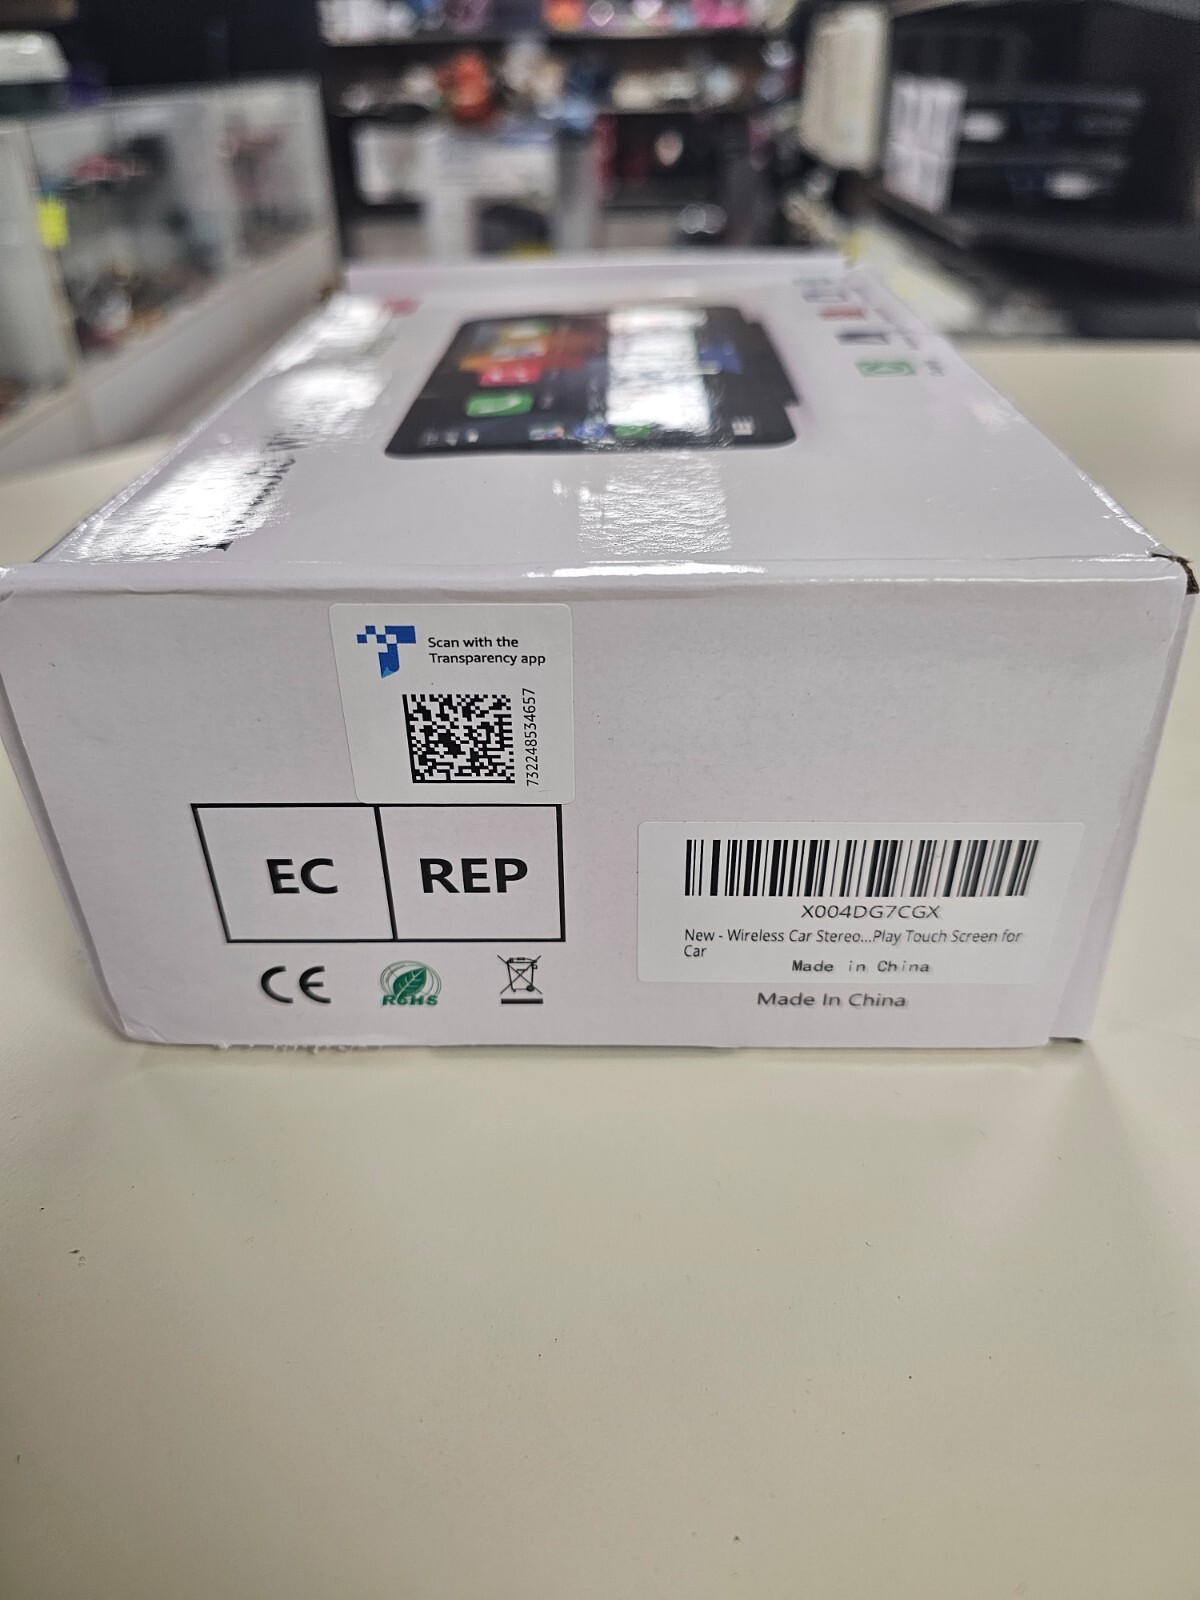 Scan with the
Transparency app
732248534657
EC REP
CE
RoHS
X004DG7CGX
New - Wireless Car Stereo...Play Touch Screen for
Car
Made in China
Made In China